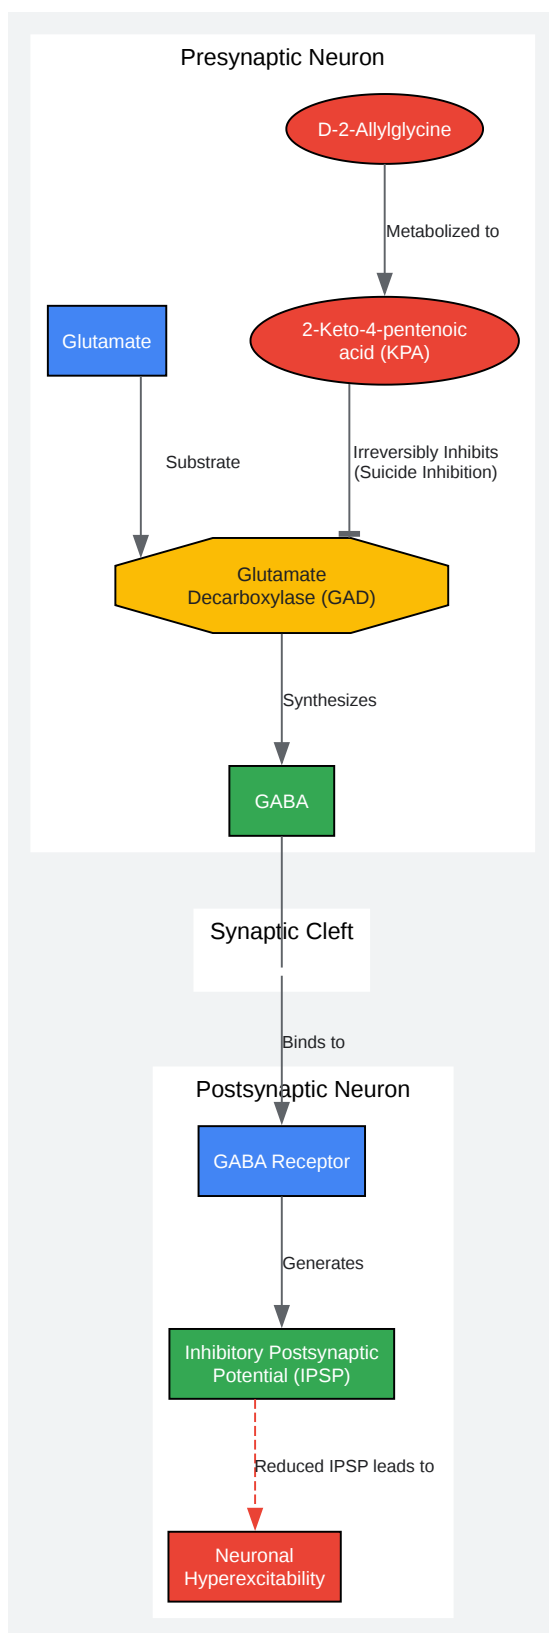 Presynaptic Neuron
D-2-Allylglycine
Metabolized to
Glutamate
2-Keto-4-pentenoic
acid (KPA)
Substrate
Irreversibly Inhibits
(Suicide Inhibition)
Glutamate
Decarboxylase (GAD)
Synthesizes
GABA
Synaptic Cleft
Binds to
Postsynaptic Neuron
GABA Receptor
Generates
Inhibitory Postsynaptic
Potential (IPSP)
Reduced IPSP leads to
Neuronal
Hyperexcitability